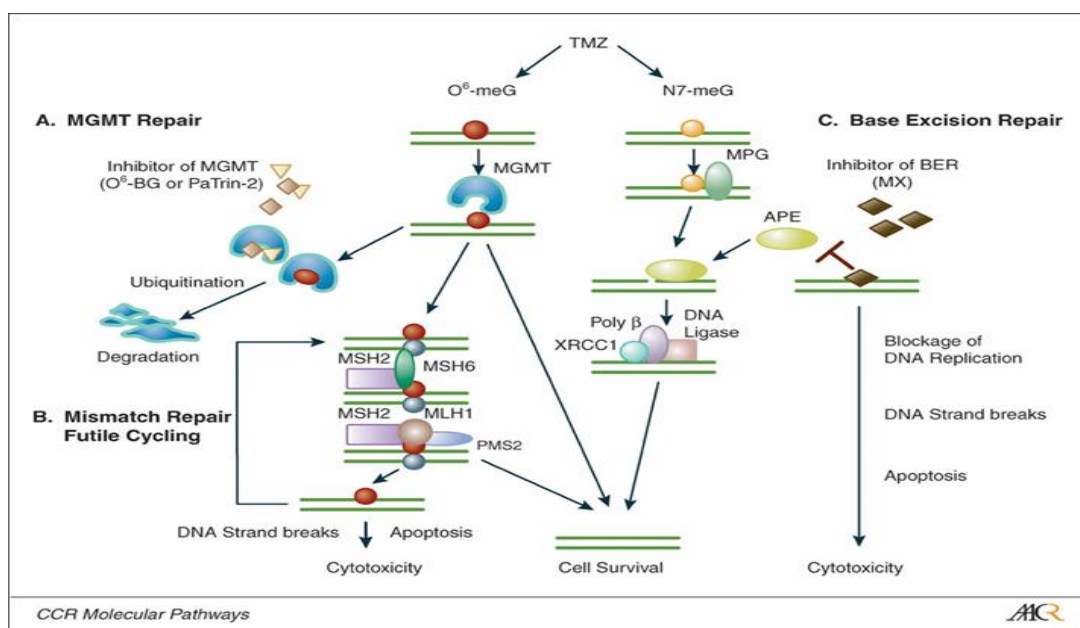 TMZ
O⁶-meG
N7-meG
A. MGMT Repair
Inhibitor of MGMT
(O⁶-BG or PaTrin-2)
MGMT
Ubiquitination
Degradation
MPG
C. Base Excision Repair
Inhibitor of BER
(MX)
APE
Poly β
DNA
Ligase
XRCC1
Blockage of
DNA Replication
DNA Strand breaks
Apoptosis
Cytotoxicity
B. Mismatch Repair
Futile Cycling
MSH2
MSH6
MSH2
MLH1
PMS2
DNA Strand breaks
Apoptosis
Cytotoxicity
Cell Survival
CCR Molecular Pathways
AACR